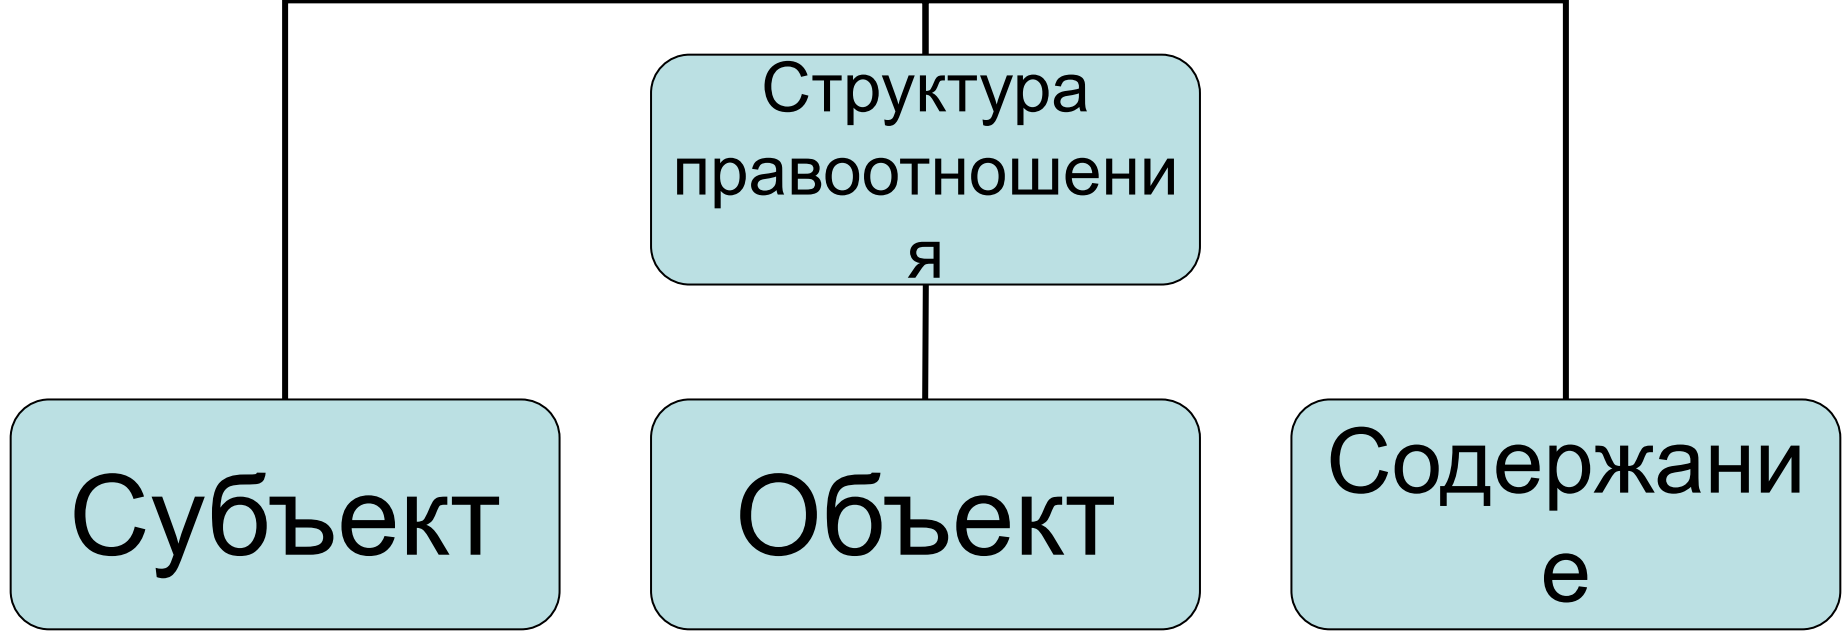 Структура
правоотношени
я
Субъект
Объект
Содержани
е